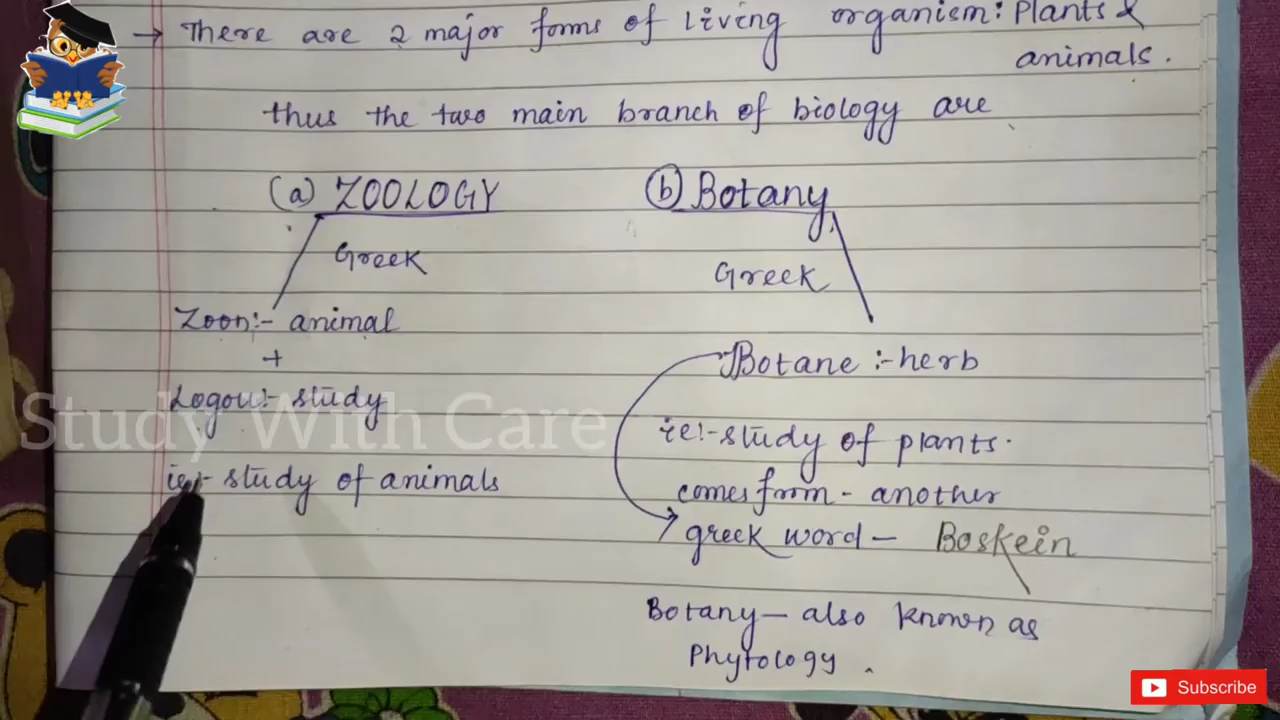 → There are 2 major forms of living organism: Plants &
animals.
thus the two main branch of biology are
(a) ZOOLOGY
(b) Botany
Greek
Greek
Zoon:- animal
+
Botane :- herb
Logou:- study
Study With Care
ie:- study of plants.
ie:- study of animals
comes from - another
greek word - Boskein
Botany - also known as
Phytology.
Subscribe